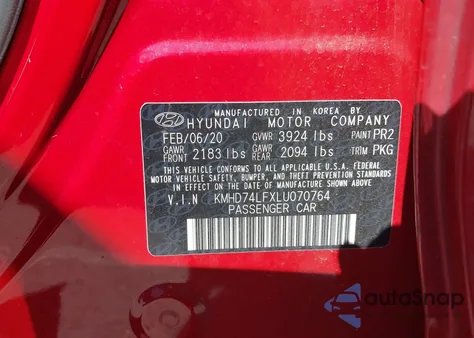 MANUFACTURED IN KOREA BY
HYUNDAI MOTOR COMPANY
FEB/06/20 GVWR 3924 lbs PAINT PR2
GAWR FRONT 2183 lbs GAWR REAR 2094 lbs TRIM PKG
THIS VEHICLE CONFORMS TO ALL APPLICABLE U.S.A. FEDERAL
MOTOR VEHICLE SAFETY, BUMPER, AND THEFT
PREVENTION STANDARDS IN EFFECT ON THE DATE OF
MANUFACTURE SHOWN ABOVE.
V.I.N KMHD74LFXLU070764
PASSENGER CAR
autoSnap